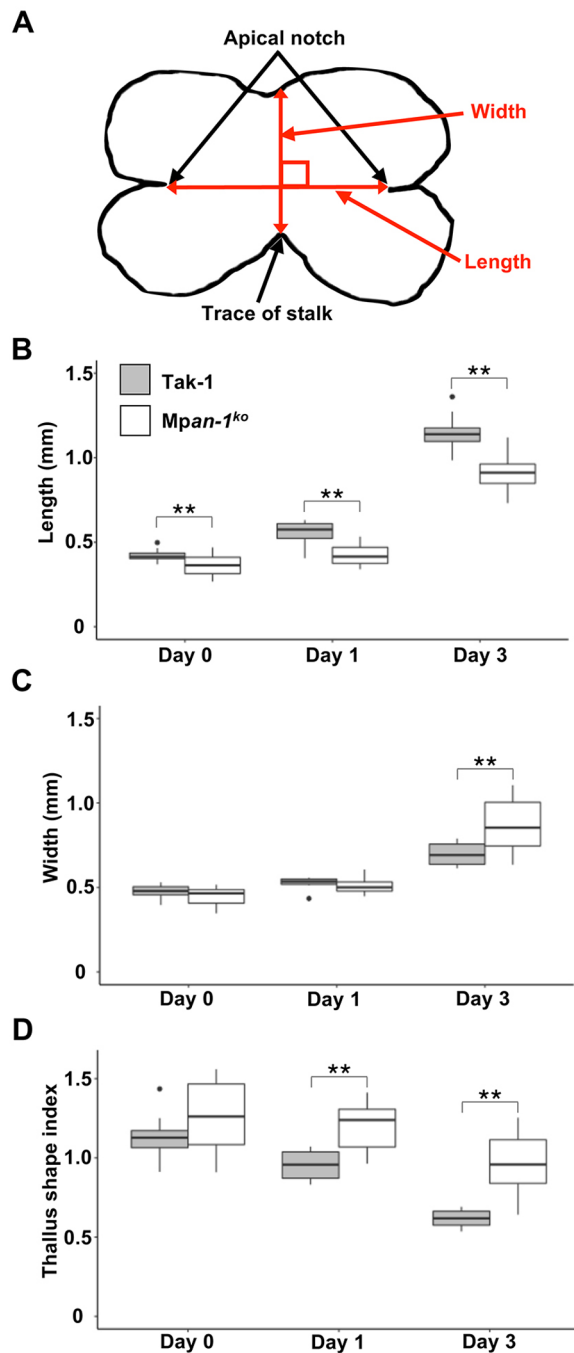 A
Apical notch
Width
Length
Trace of stalk
B
Length (mm)
1.5
1.0
0.5
0
Tak-1
Mpan-1ko
**
**
**
Day 0 Day 1 Day 3
C
Width (mm)
1.5
1.0
0.5
0
**
Day 0 Day 1 Day 3
D
Thallus shape index
1.5
1.0
0.5
0
**
**
Day 0 Day 1 Day 3